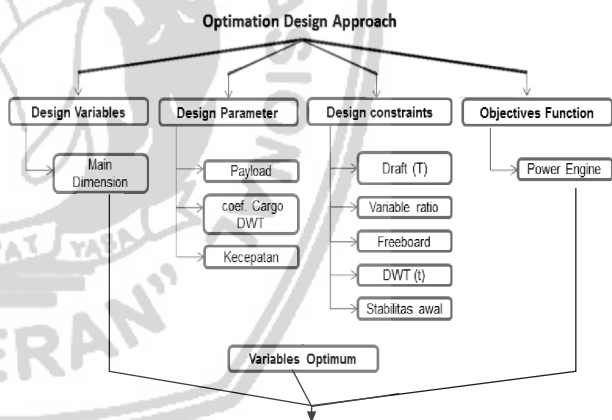 Optimation Design Approach
Design Variables
Design Parameter
Design constraints
Objectives Function
Main
Dimension
Payload
coef. Cargo
DWT
Kecepatan
Draft (T)
Variable ratio
Freeboard
DWT (t)
Stabilitas awal
Power Engine
Variables Optimum
YASA